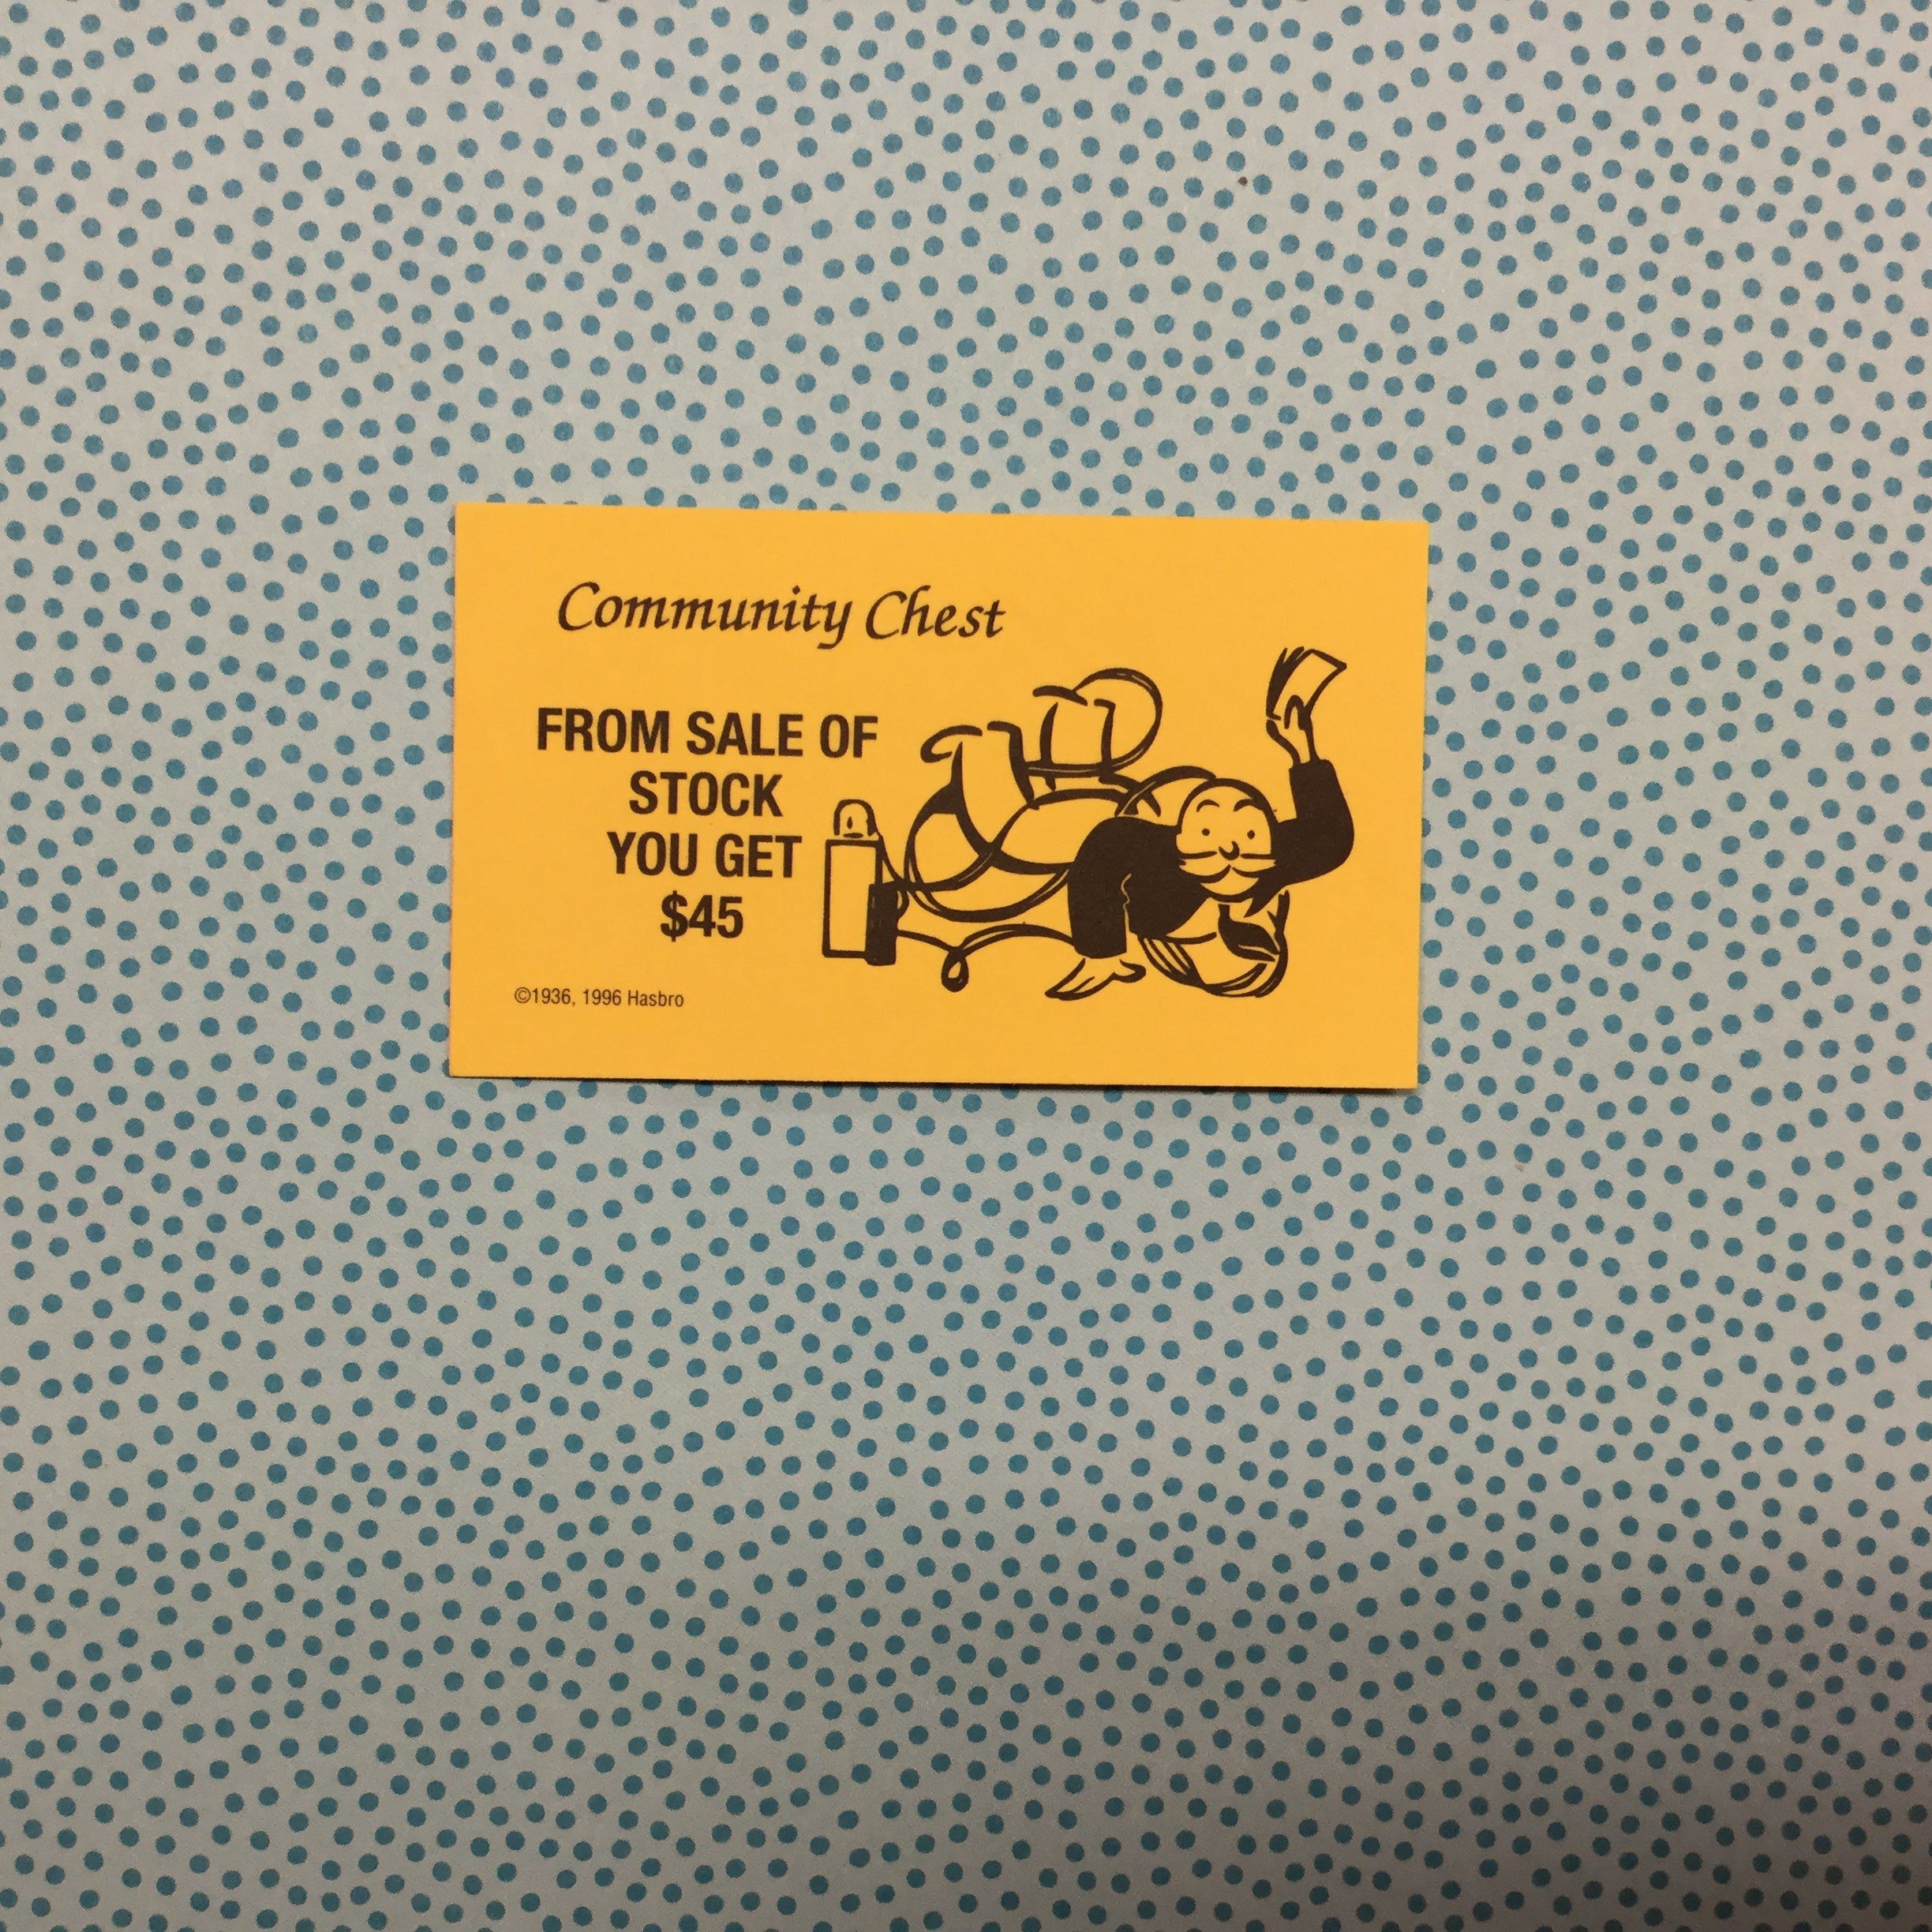 Community Chest
FROM SALE OF
STOCK
YOU GET
$45
©1936, 1996 Hasbro